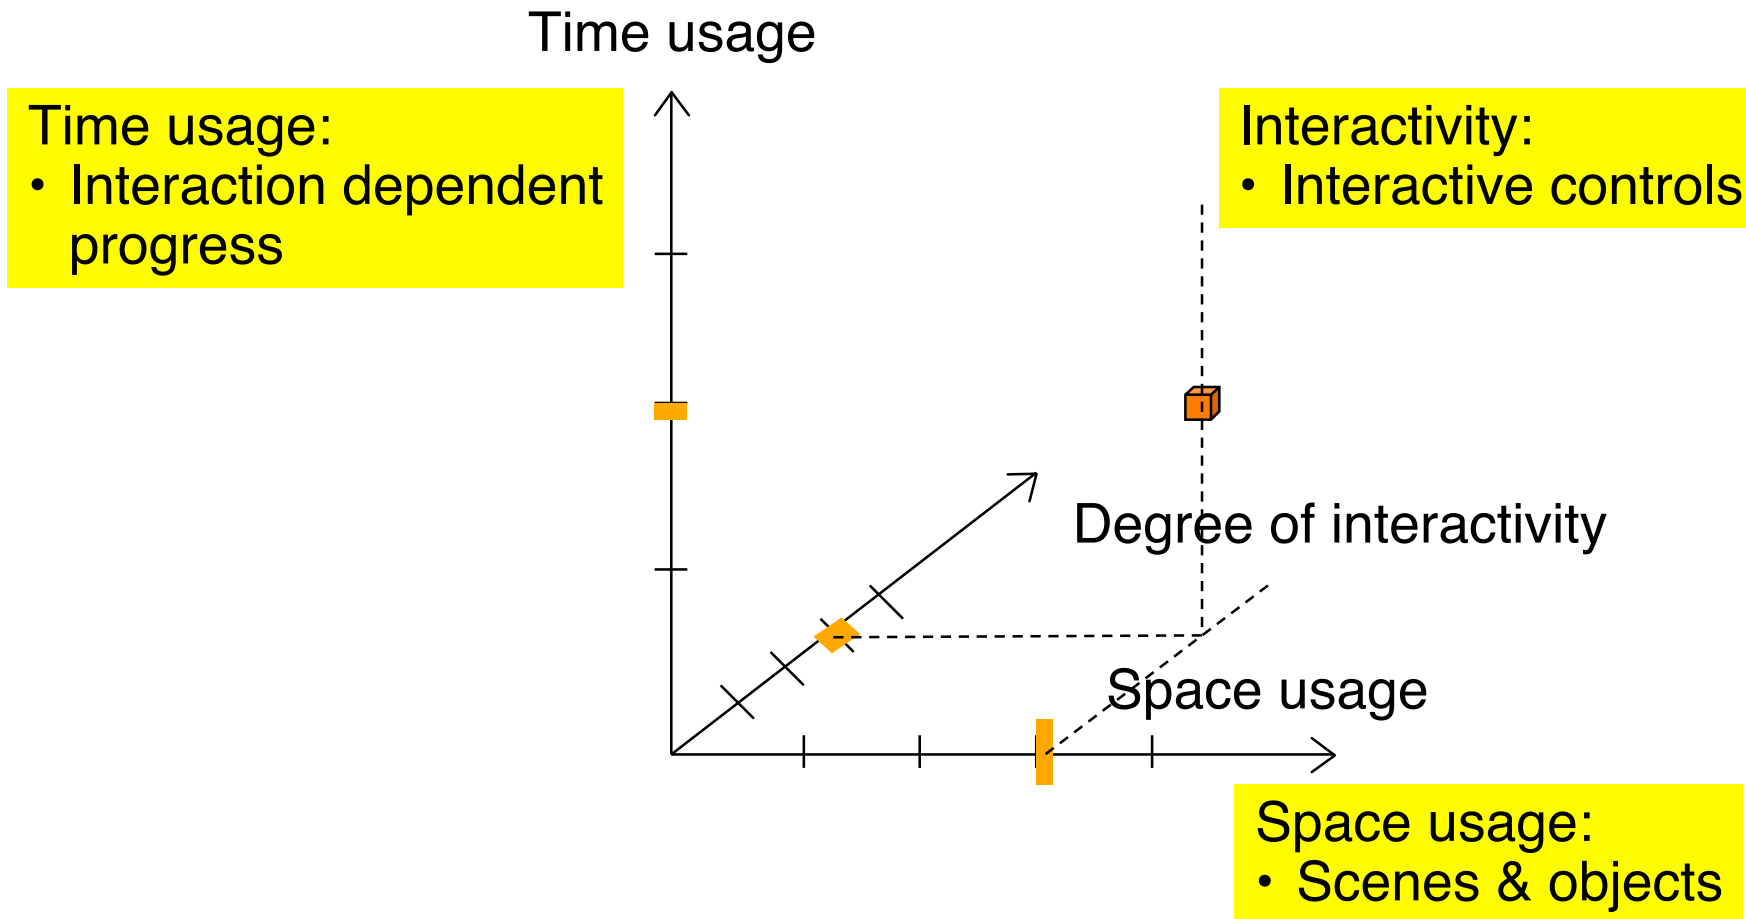 Time usage
Time usage:
• Interaction dependent
progress
Interactivity:
• Interactive controls
Degree of interactivity
Space usage
Space usage:
• Scenes & objects